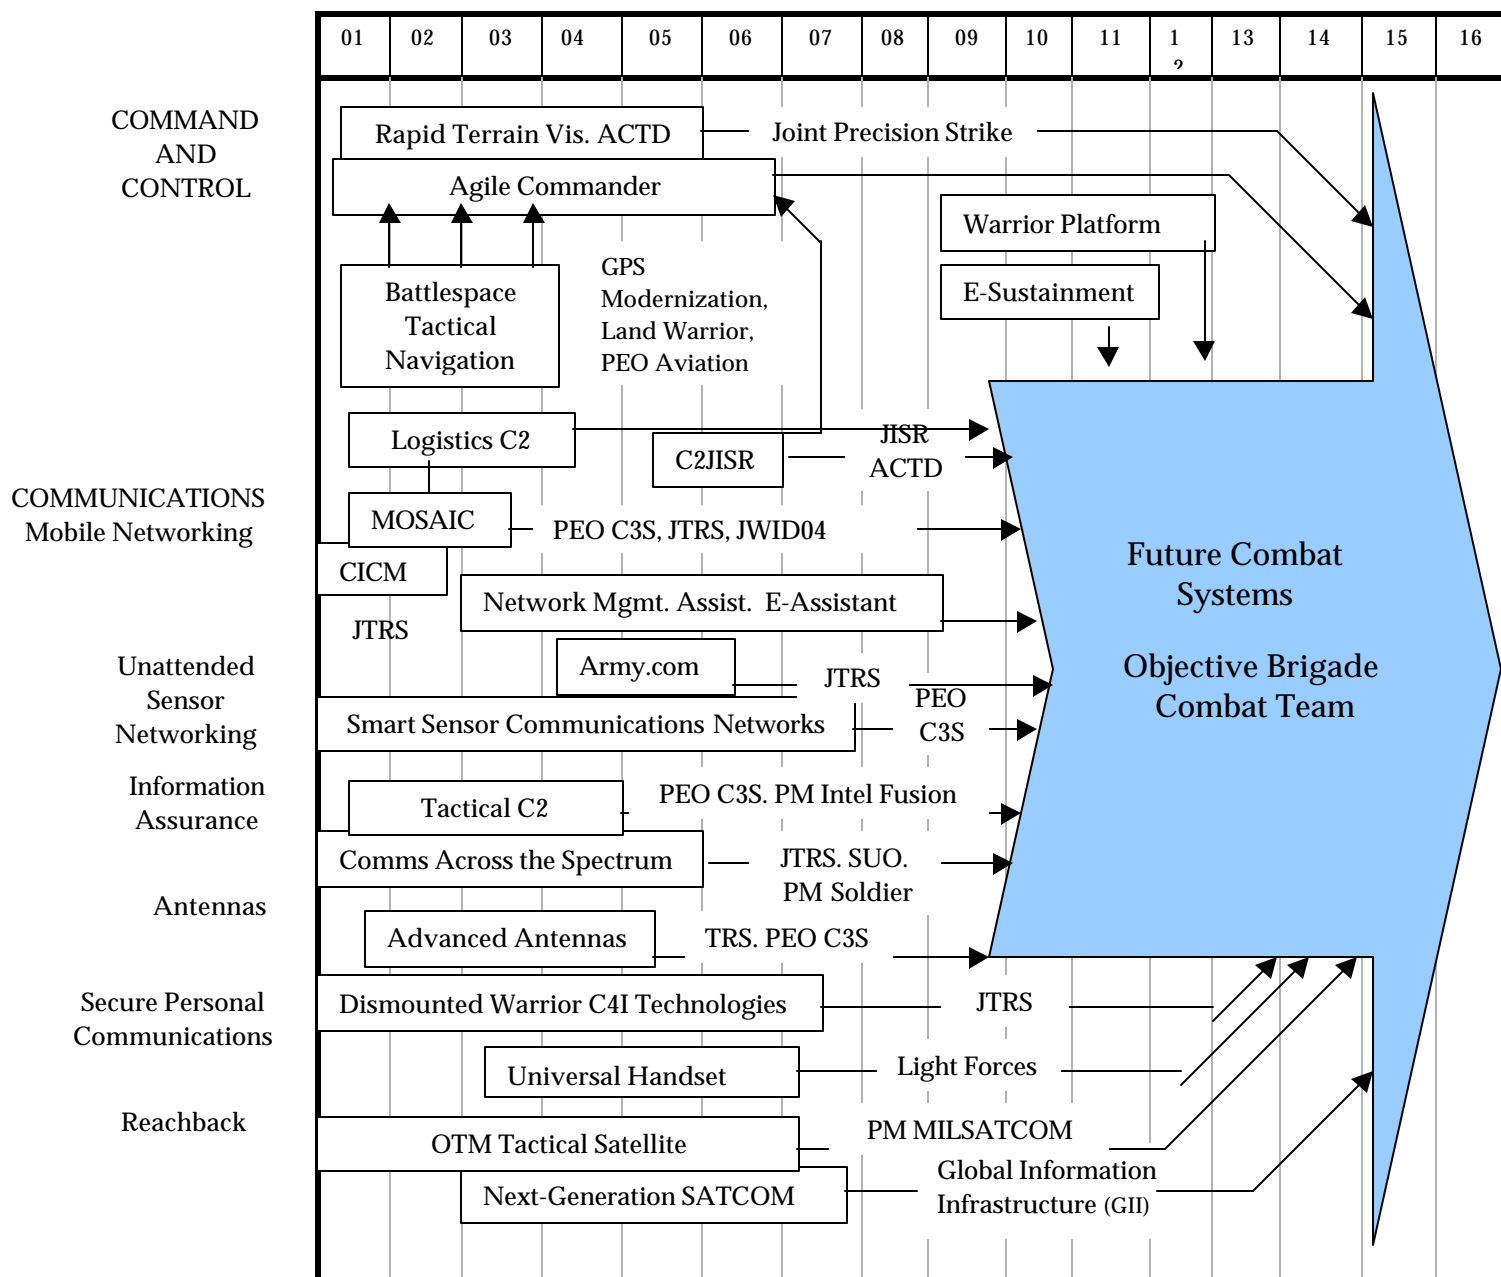 01 02 03 04 05 06 07 08 09 10 11 1 13 14 15 16
2
COMMAND
AND
CONTROL
Rapid Terrain Vis. ACTD
Joint Precision Strike
Agile Commander
Warrior Platform
E-Sustainment
Battlespace
Tactical
Navigation
GPS
Modernization,
Land Warrior,
PEO Aviation
Logistics C2
C2JISR
JISR
ACTD
COMMUNICATIONS
Mobile Networking
MOSAIC
PEO C3S, JTRS, JWID04
CICM
JTRS
Network Mgmt. Assist. E-Assistant
Future Combat
Systems
Objective Brigade
Combat Team
Unattended
Sensor
Networking
Army.com
JTRS
Smart Sensor Communications Networks
PEO
C3S
Information
Assurance
Tactical C2
PEO C3S. PM Intel Fusion
Comms Across the Spectrum
JTRS. SUO.
PM Soldier
Antennas
Advanced Antennas
TRS. PEO C3S
Secure Personal
Communications
Dismounted Warrior C4I Technologies
JTRS
Universal Handset
Light Forces
Reachback
OTM Tactical Satellite
PM MILSATCOM
Next-Generation SATCOM
Global Information
Infrastructure (GII)